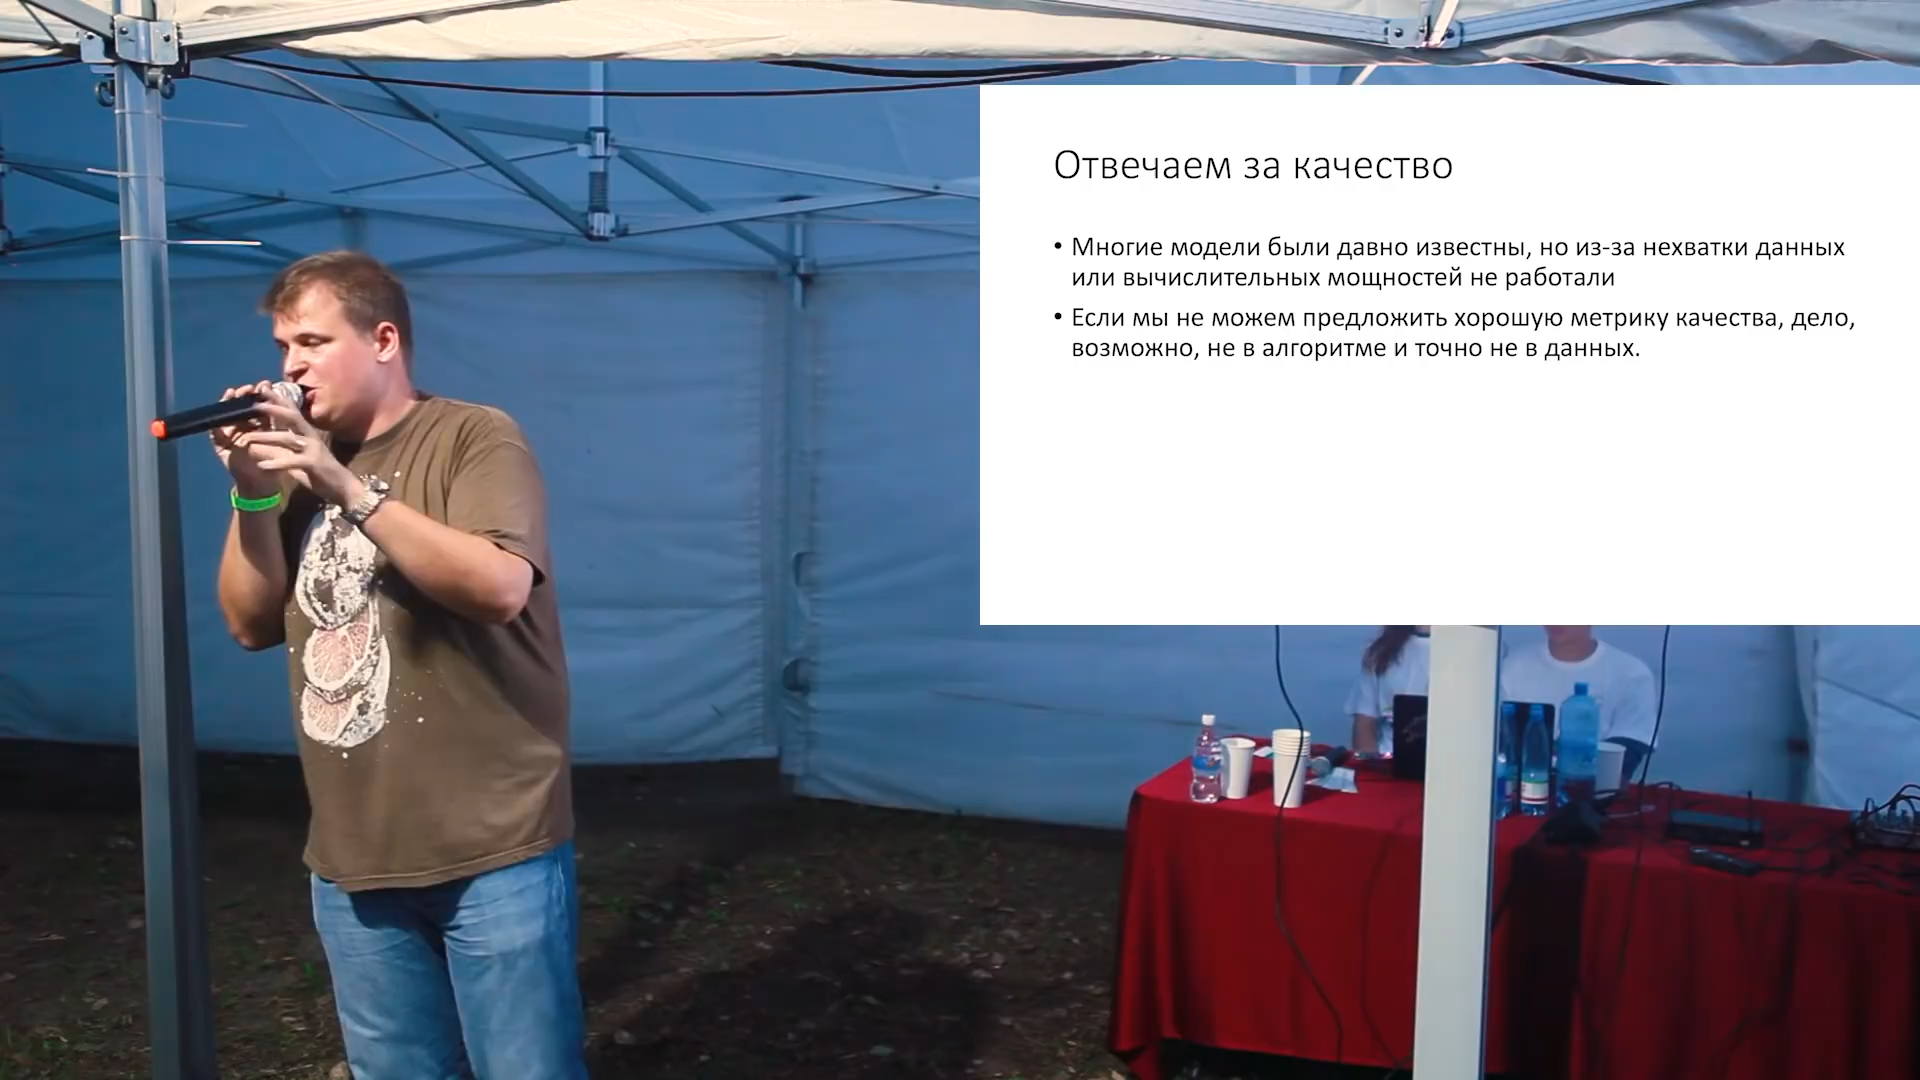 Отвечаем за качество
• Многие модели были давно известны, но из-за нехватки данных
или вычислительных мощностей не работали
• Если мы не можем предложить хорошую метрику качества, дело,
возможно, не в алгоритме и точно не в данных.